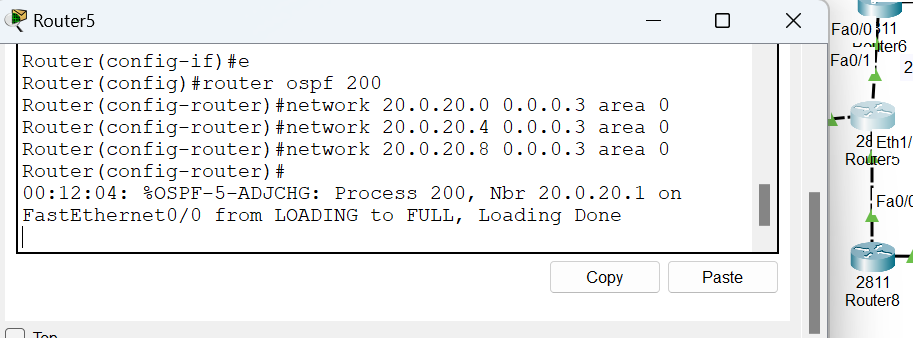 Router5
Router(config-if)#e
Router(config)#router ospf 200
Router(config-router)#network 20.0.20.0 0.0.0.3 area 0
Router(config-router)#network 20.0.20.4 0.0.0.3 area 0
Router(config-router)#network 20.0.20.8 0.0.0.3 area 0
Router(config-router)#
00:12:04: %OSPF-5-ADJCHG: Process 200, Nbr 20.0.20.1 on
FastEthernet0/0 from LOADING to FULL, Loading Done
Copy
Paste
Top
Fa0/0
11
uter6
Fa0/1
2
28
Eth1/
Router5
Fa0/0
2811
Router8